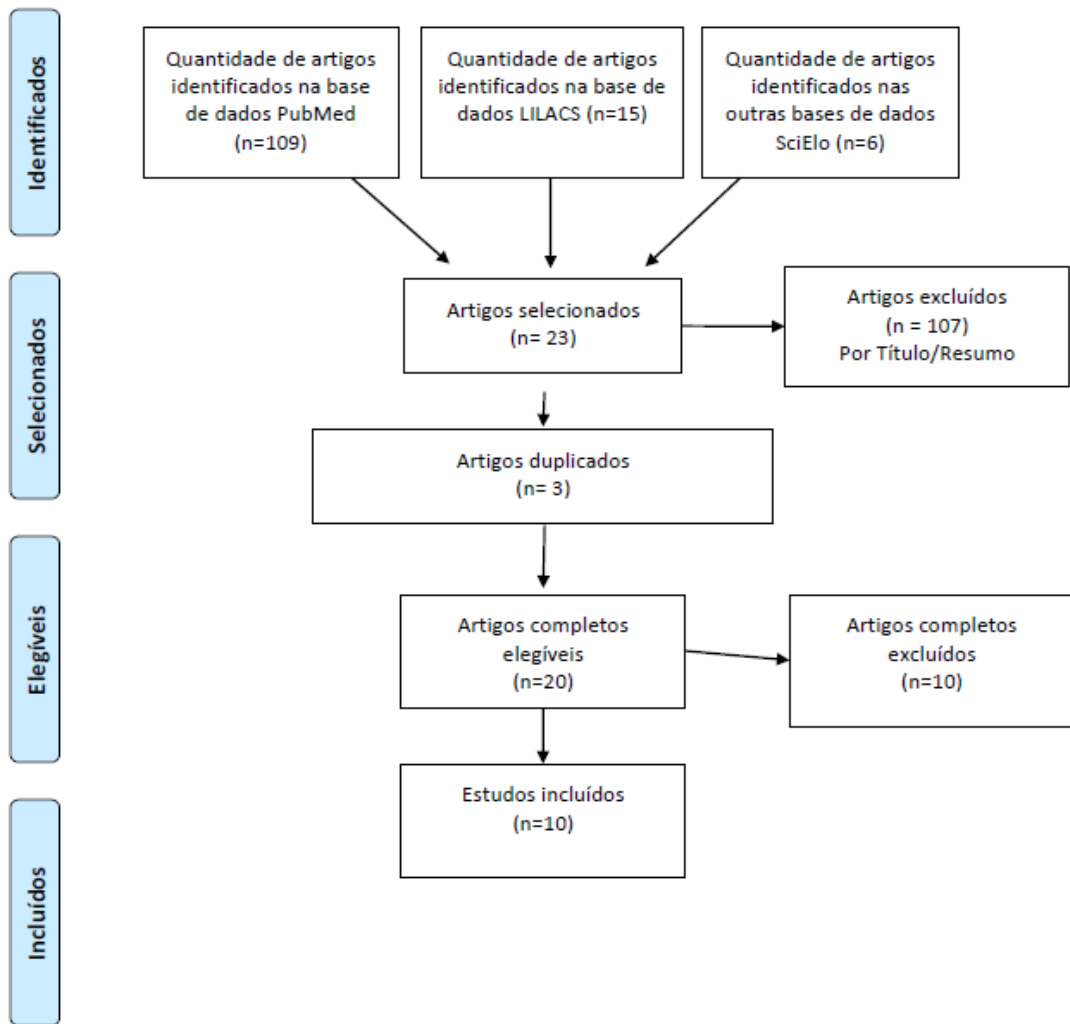 Identificados
Quantidade de artigos
identificados na base
de dados PubMed
(n=109)
Quantidade de artigos
identificados na base de
dados LILACS (n=15)
Quantidade de artigos
identificados nas
outras bases de dados
SciElo (n=6)
Selecionados
Artigos selecionados
(n= 23)
Artigos excluídos
(n = 107)
Por Título/Resumo
Artigos duplicados
(n= 3)
Elegíveis
Artigos completos
elegíveis
(n=20)
Artigos completos
excluídos
(n=10)
Incluídos
Estudos incluídos
(n=10)